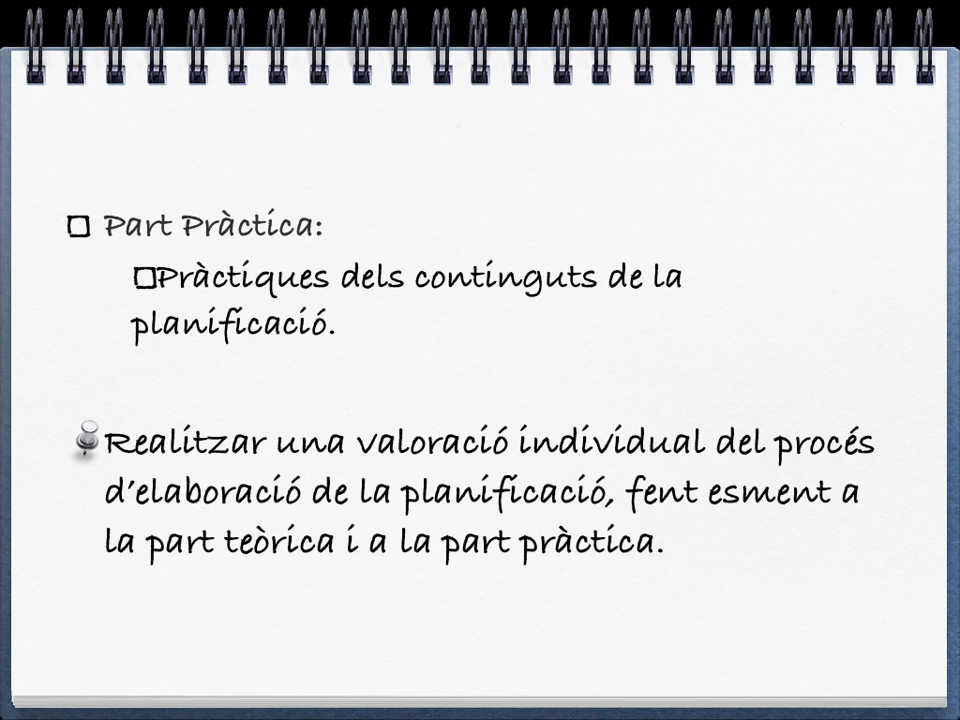 Part Pràctica:
Pràctiques dels continguts de la
planificació.
Realitzar una valoració individual del procés
d’elaboració de la planificació, fent esment a
la part teòrica i a la part pràctica.